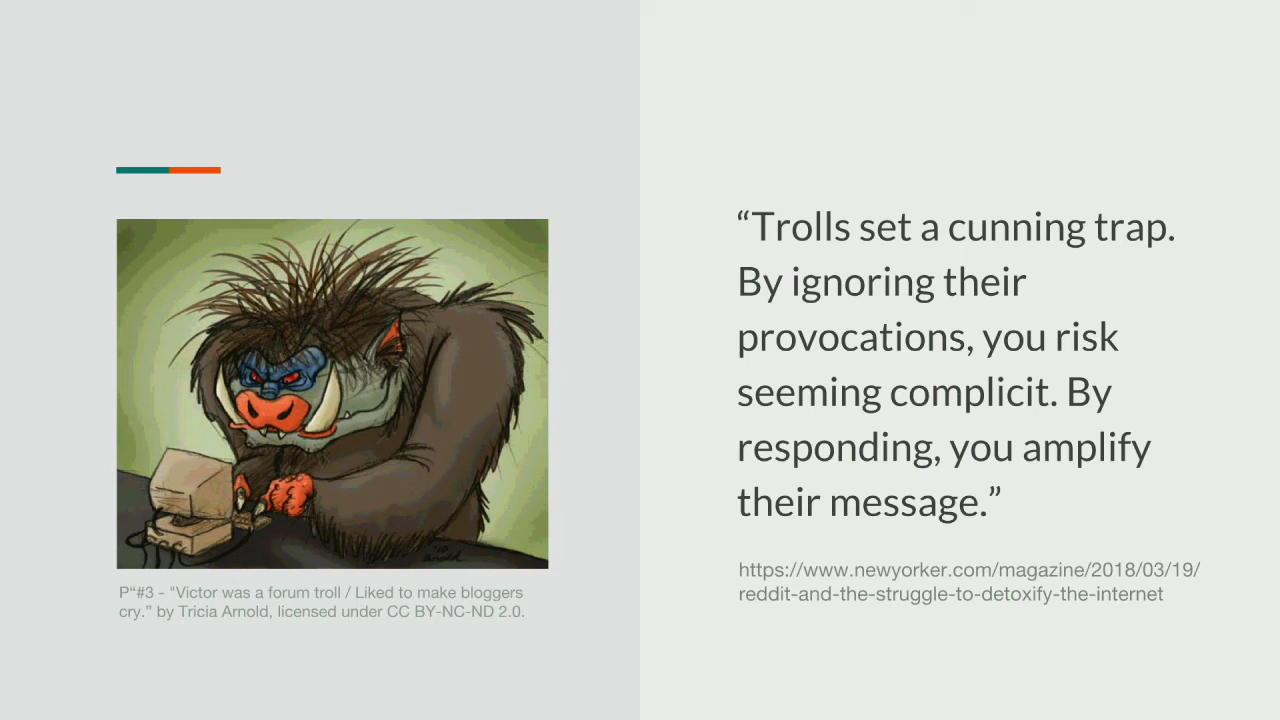 '10
Arnold
P“#3 - "Victor was a forum troll / Liked to make bloggers
cry.” by Tricia Arnold, licensed under CC BY-NC-ND 2.0.
“Trolls set a cunning trap.
By ignoring their
provocations, you risk
seeming complicit. By
responding, you amplify
their message.”
https://www.newyorker.com/magazine/2018/03/19/
reddit-and-the-struggle-to-detoxify-the-internet